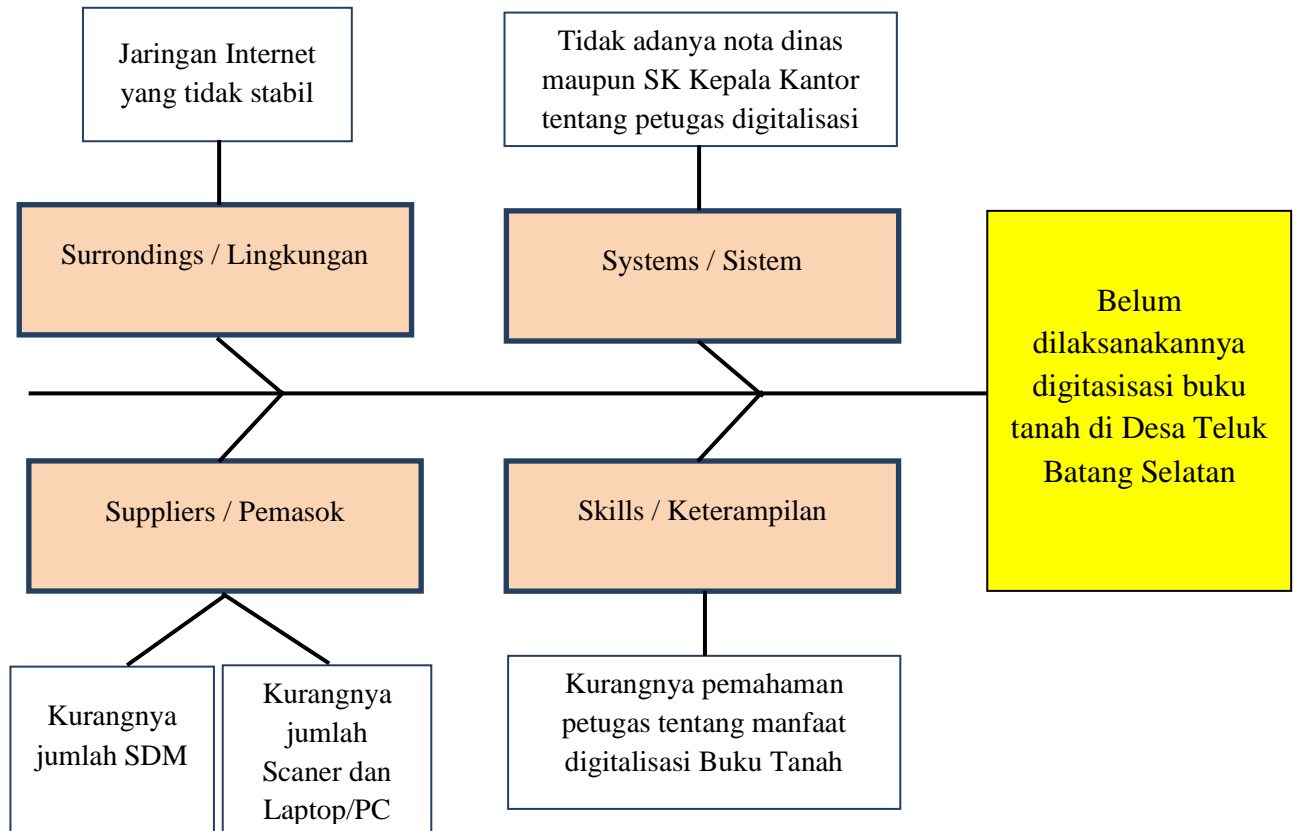 Jaringan Internet
yang tidak stabil
Tidak adanya nota dinas
maupun SK Kepala Kantor
tentang petugas digitalisasi
Surrondings / Lingkungan
Systems / Sistem
Belum
dilaksanakannya
digitasisasi buku
tanah di Desa Teluk
Batang Selatan
Suppliers / Pemasok
Skills / Keterampilan
Kurangnya
jumlah SDM
Kurangnya
jumlah
Scaner dan
Laptop/PC
Kurangnya pemahaman
petugas tentang manfaat
digitalisasi Buku Tanah